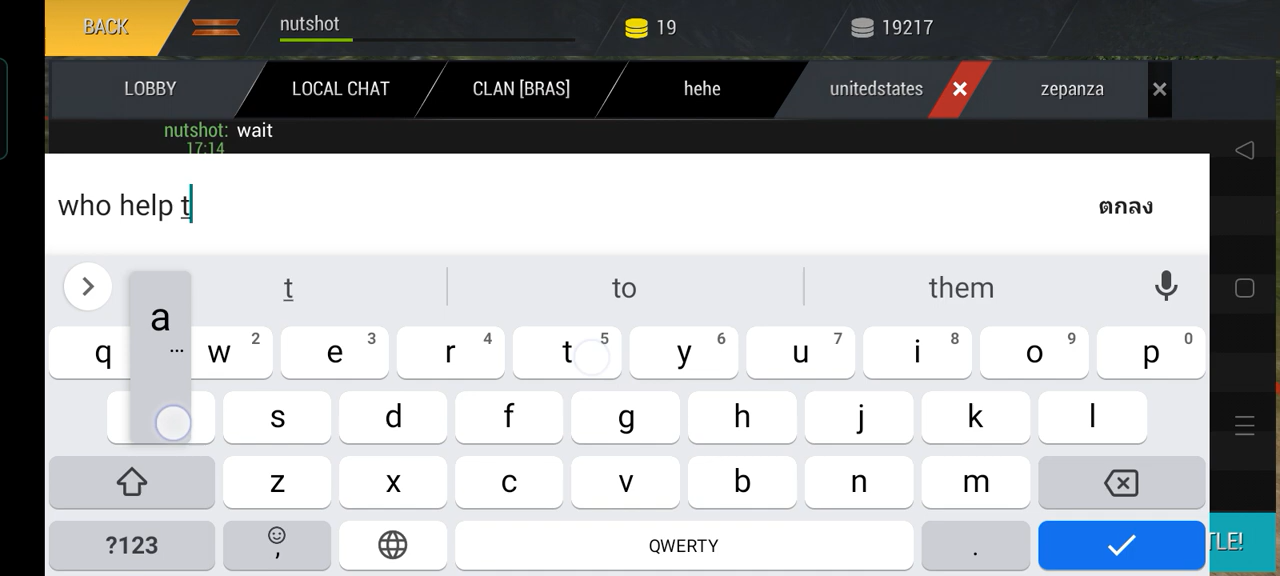 BACK nutshot 19 19217
LOBBY LOCAL CHAT CLAN [BRAS] hehe unitedstates × zepanza ×
nutshot: wait
17:14
who help t ตกลง
t to them
q w 2 e 3 r 4 t 5 y 6 u 7 i 8 o 9 p 0
a ...
s d f g h j k l
z x c v b n m
?123 , QWERTY . TLE!